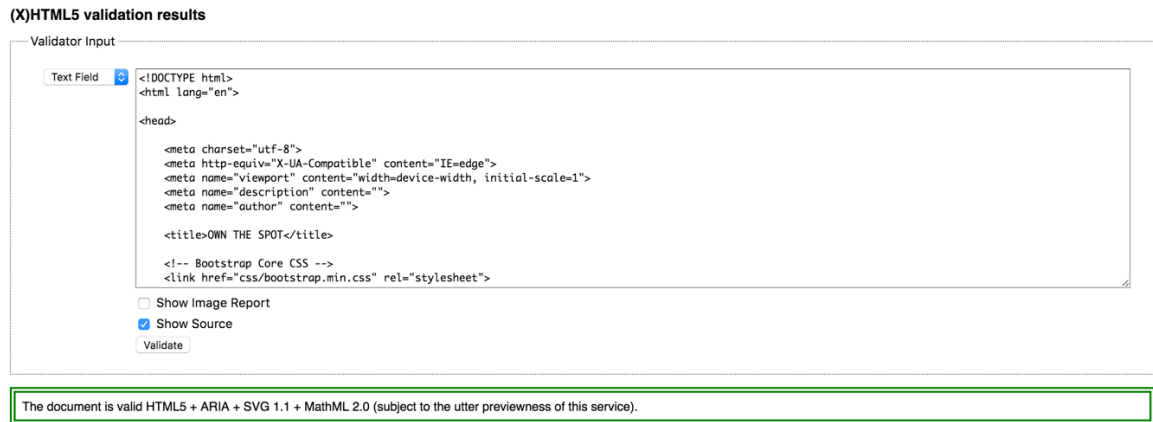 (X)HTML5 validation results
Validator Input
Text Field
<!DOCTYPE html>
<html lang="en">
<head>
<meta charset="utf-8">
<meta http-equiv="X-UA-Compatible" content="IE=edge">
<meta name="viewport" content="width=device-width, initial-scale=1">
<meta name="description" content="">
<meta name="author" content="">
<title>OWN THE SPOT</title>
<!-- Bootstrap Core CSS -->
<link href="css/bootstrap.min.css" rel="stylesheet">
Show Image Report
Show Source
Validate
The document is valid HTML5 + ARIA + SVG 1.1 + MathML 2.0 (subject to the utter previewness of this service).